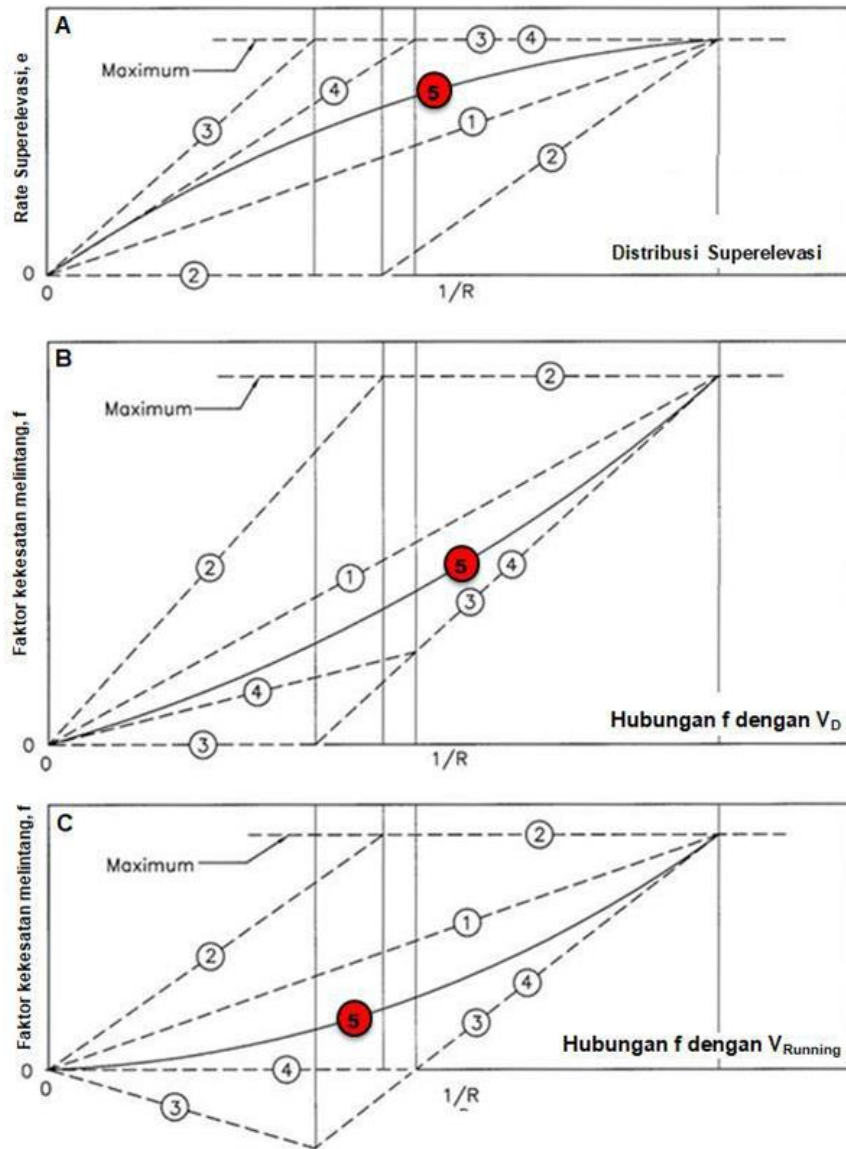 A
③ ④
Maximum
④
5
③
①
②
Rate Superelevasi, e
Distribusi Superelevasi
0
②
0
1/R
B
②
Maximum
Faktor kekesatan melintang, f
②
①
5
④
③
④
Hubungan f dengan V_D
0
③
0
1/R
C
②
Maximum
Faktor kekesatan melintang, f
①
②
④
5
③
Hubungan f dengan V_Running
0
④
0
③
1/R